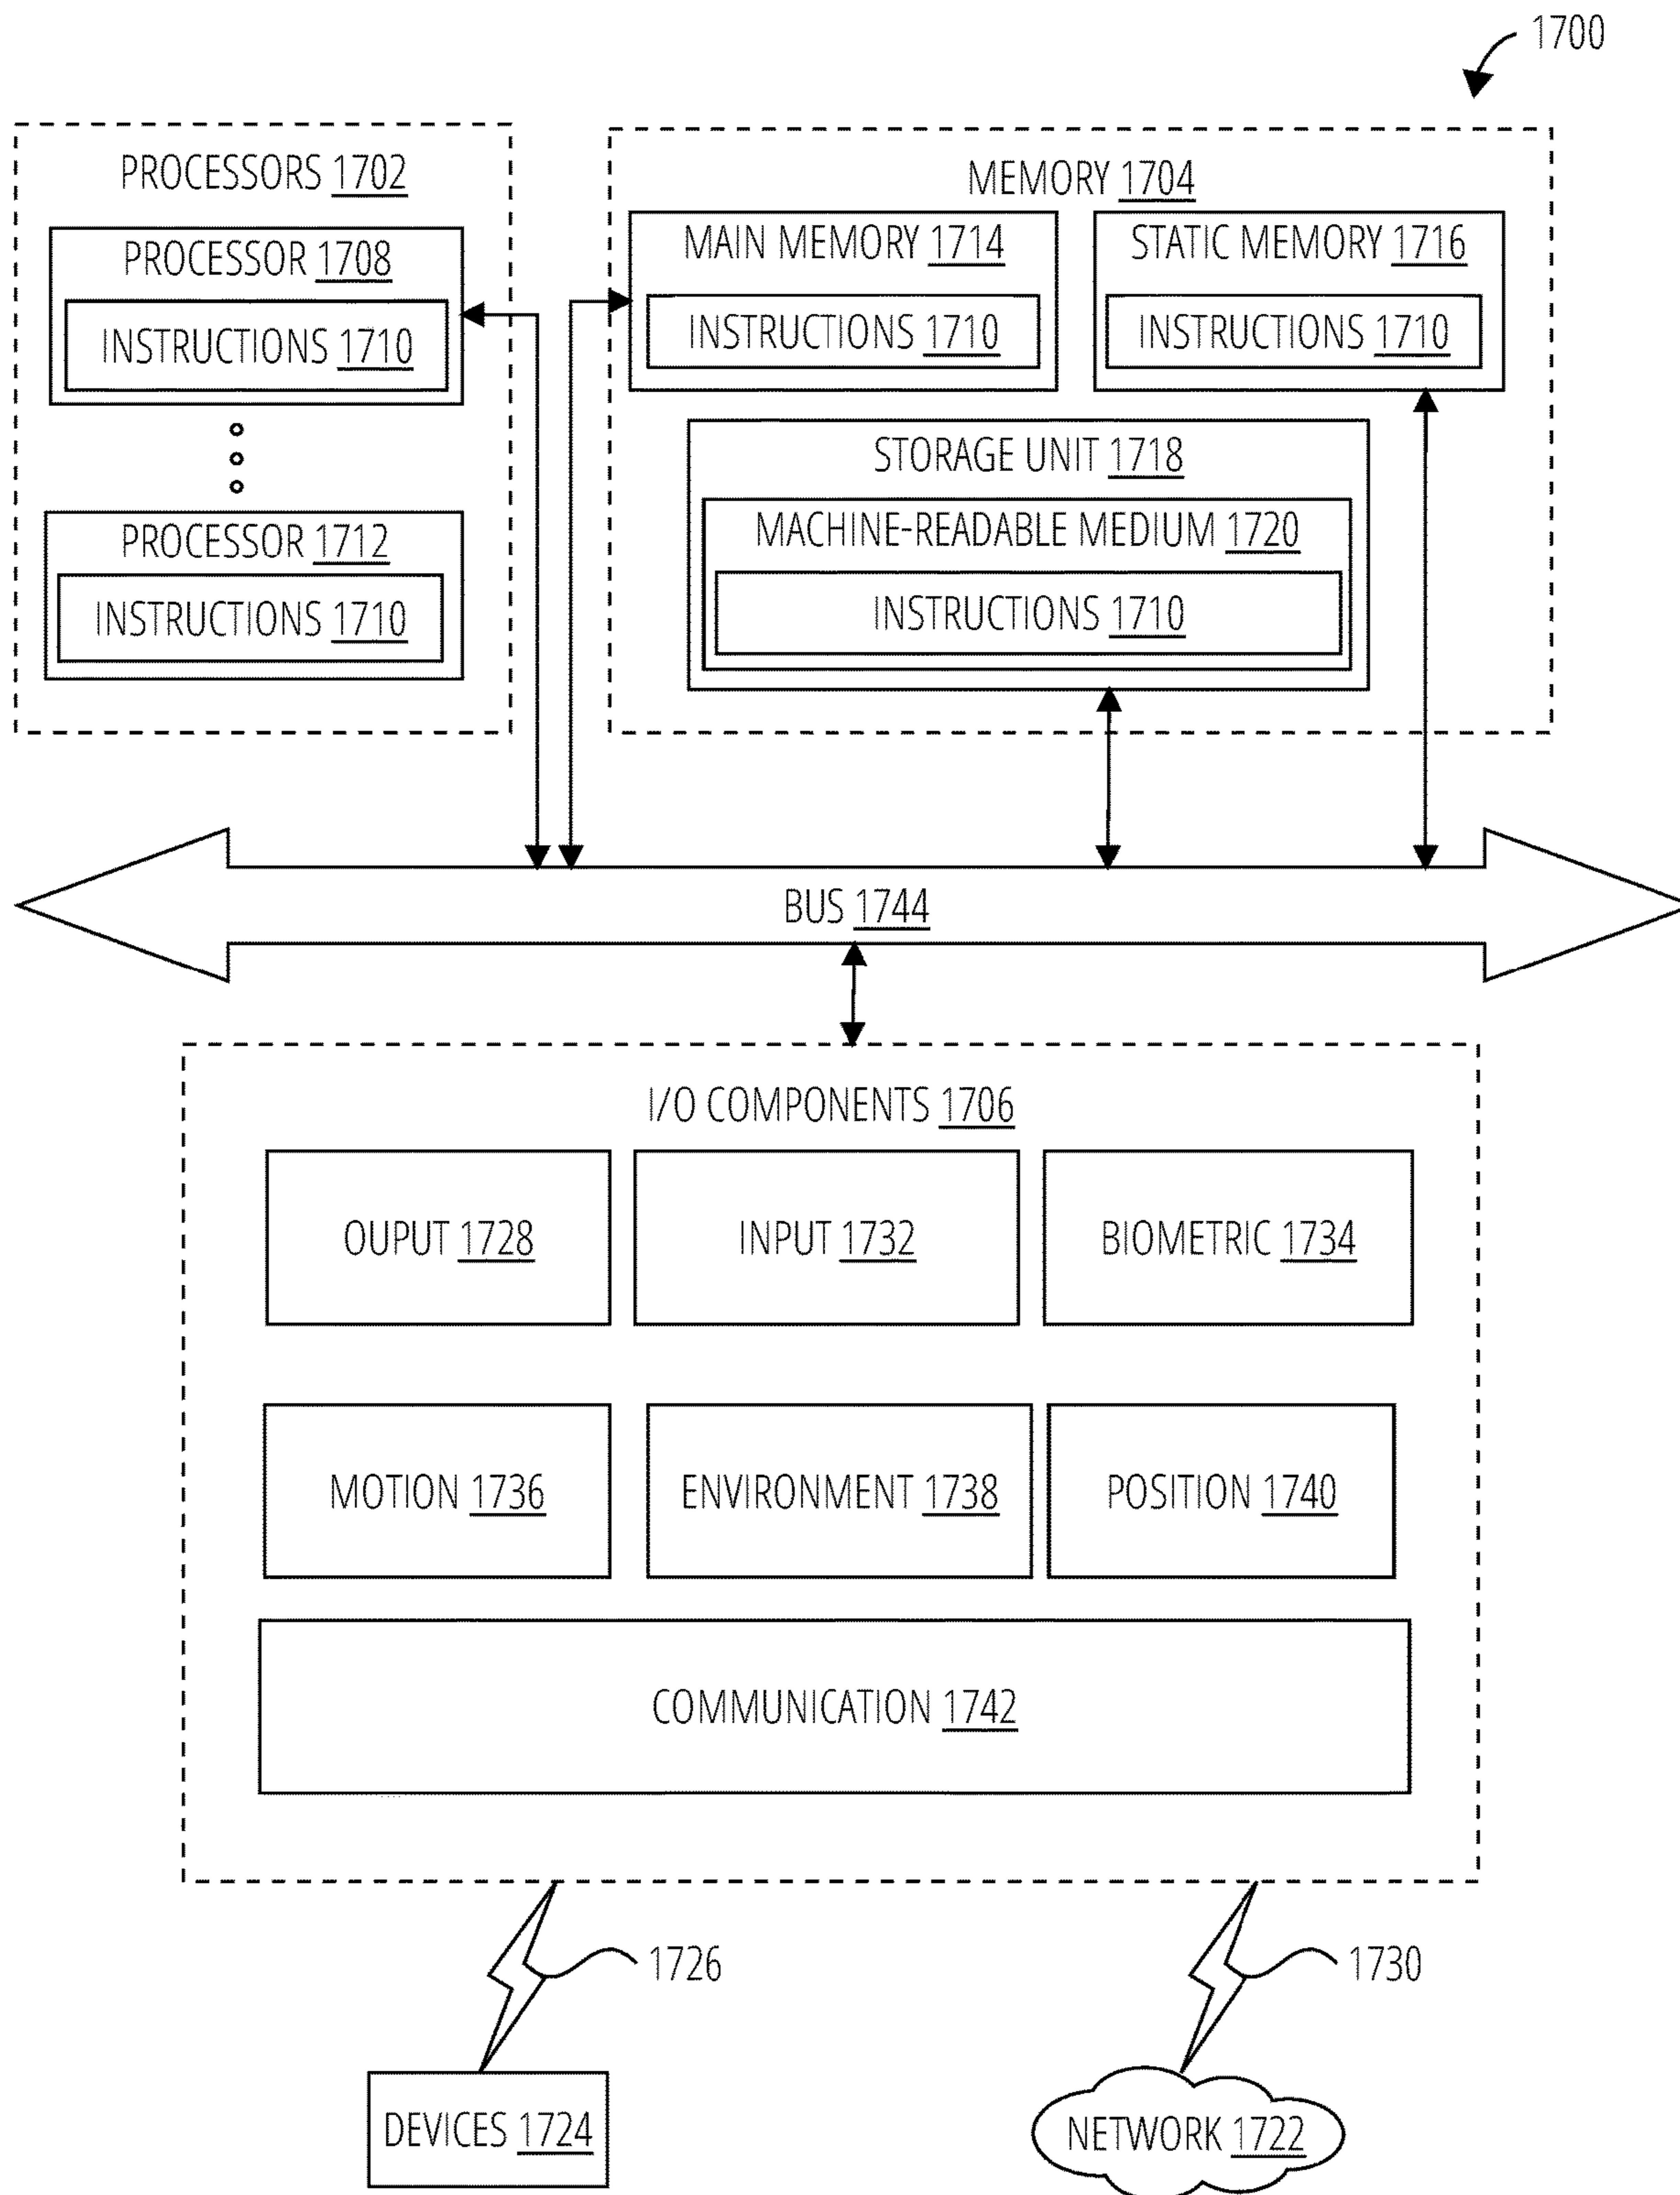 1700
PROCESSORS 1702
PROCESSOR 1708
INSTRUCTIONS 1710
PROCESSOR 1712
INSTRUCTIONS 1710
MEMORY 1704
MAIN MEMORY 1714
INSTRUCTIONS 1710
STATIC MEMORY 1716
INSTRUCTIONS 1710
STORAGE UNIT 1718
MACHINE-READABLE MEDIUM 1720
INSTRUCTIONS 1710
BUS 1744
I/O COMPONENTS 1706
OUPUT 1728
INPUT 1732
BIOMETRIC 1734
MOTION 1736
ENVIRONMENT 1738
POSITION 1740
COMMUNICATION 1742
1726
1730
DEVICES 1724
NETWORK 1722